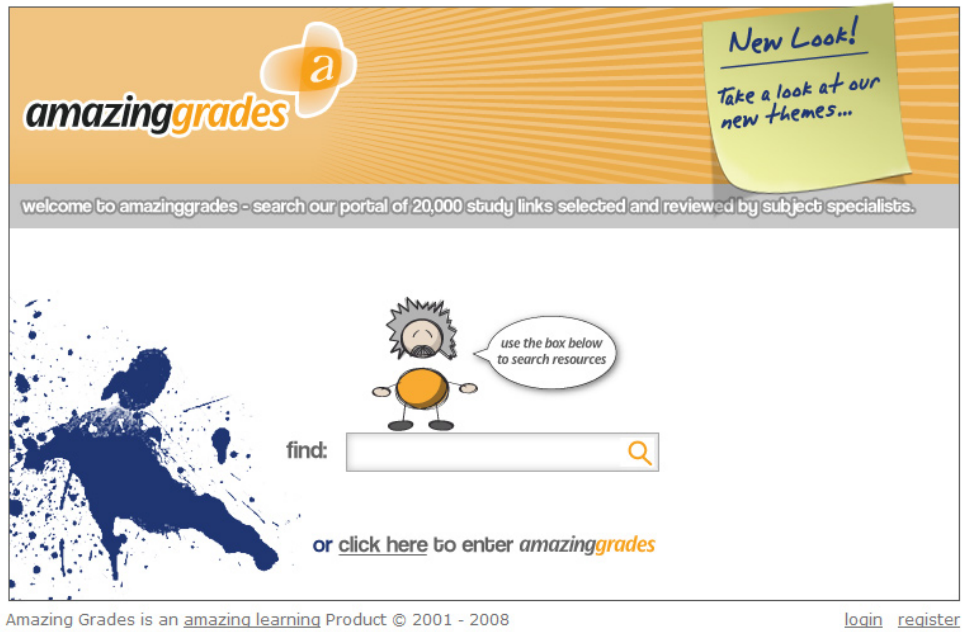 a
amazinggrades
New Look!
Take a look at our
new themes...
welcome to amazinggrades - search our portal of 20,000 study links selected and reviewed by subject specialists.
use the box below
to search resources
find:
or click here to enter amazinggrades
Amazing Grades is an amazing learning Product © 2001 - 2008
login register